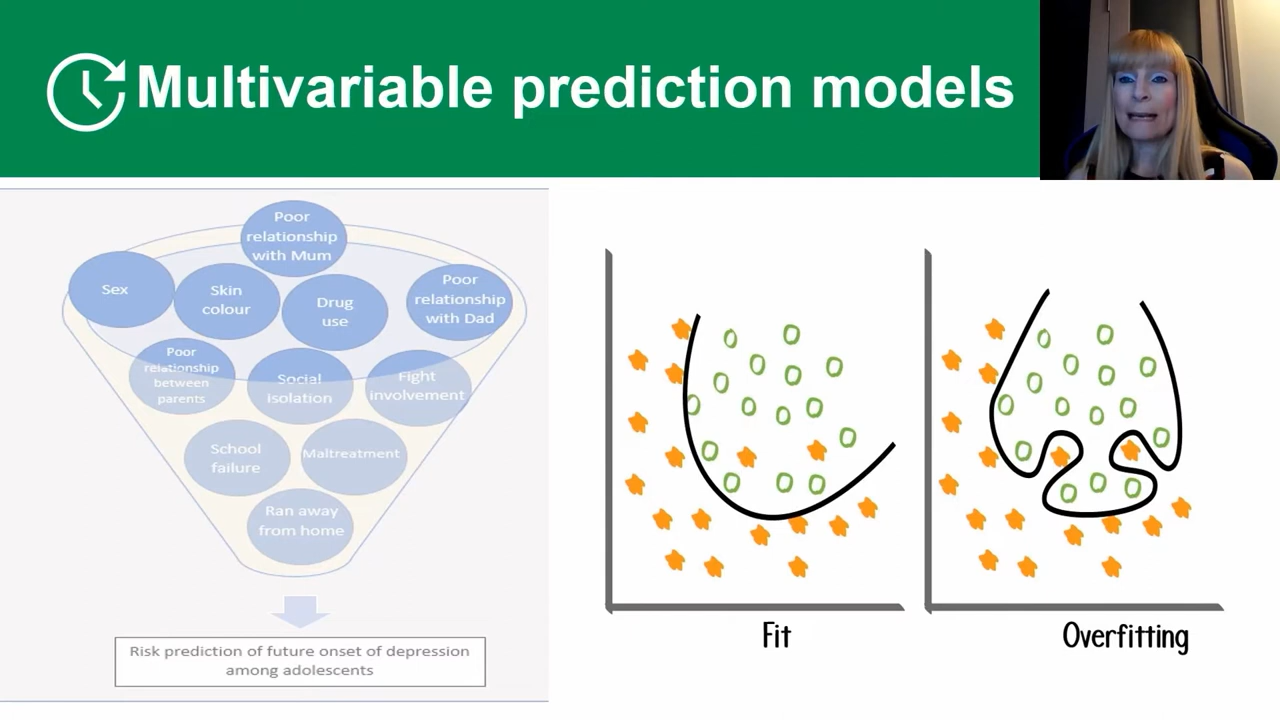 Multivariable prediction models
Poor
relationship
with Mum
Sex
Skin
colour
Drug
use
Poor
relationship
with Dad
Poor
relationship
between
parents
Social
isolation
Fight
involvement
School
failure
Maltreatment
Ran away
from home
Risk prediction of future onset of depression
among adolescents
Fit
Overfitting